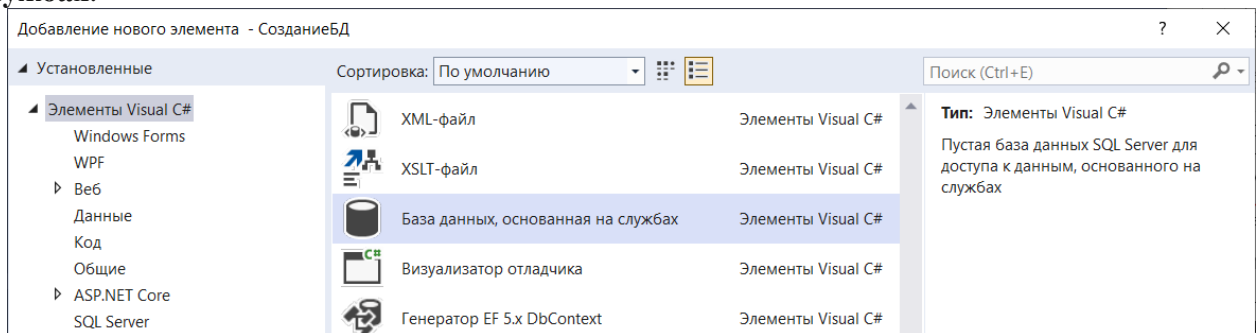 Добавление нового элемента - СозданиеБД ? ×
Установленные
Сортировка: По умолчанию
Поиск (Ctrl+E)
Элементы Visual C#
Windows Forms
WPF
Веб
Данные
Код
Общие
ASP.NET Core
SQL Server
XML-файл Элементы Visual C#
XSLT-файл Элементы Visual C#
База данных, основанная на службах Элементы Visual C#
C#
Визуализатор отладчика Элементы Visual C#
Генератор EF 5.x DbContext Элементы Visual C#
Тип: Элементы Visual C#
Пустая база данных SQL Server для
доступа к данным, основанного на
службах